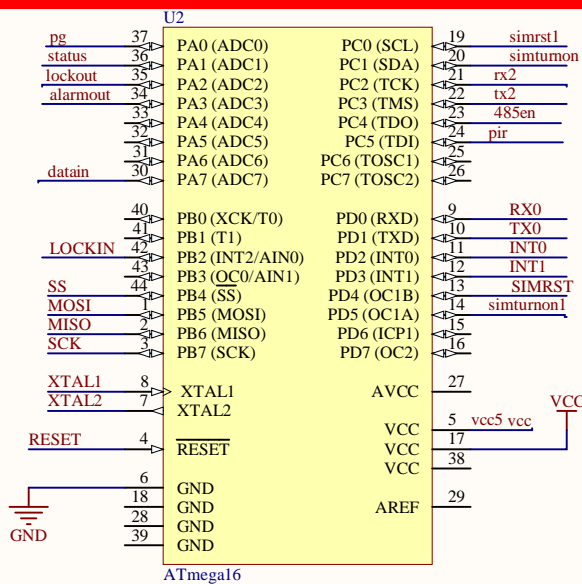 U2
pg 37 PA0 (ADC0) PC0 (SCL) 19 simrst1
status 36 PA1 (ADC1) PC1 (SDA) 20 simturnon
lockout 35 PA2 (ADC2) PC2 (TCK) 21 rx2
alarmout 34 PA3 (ADC3) PC3 (TMS) 22 tx2
33 PA4 (ADC4) PC4 (TDO) 23 485en
32 PA5 (ADC5) PC5 (TDI) 24 pir
31 PA6 (ADC6) PC6 (TOSC1) 25
datain 30 PA7 (ADC7) PC7 (TOSC2) 26
40 PB0 (XCK/T0) PD0 (RXD) 9 RX0
41 PB1 (T1) PD1 (TXD) 10 TX0
LOCKIN 42 PB2 (INT2/AIN0) PD2 (INT0) 11 INT0
43 PB3 (OC0/AIN1) PD3 (INT1) 12 INT1
SS 44 PB4 (SS) PD4 (OC1B) 13 SIMRST
MOSI 1 PB5 (MOSI) PD5 (OC1A) 14 simturnon1
MISO 2 PB6 (MISO) PD6 (ICP1) 15
SCK 3 PB7 (SCK) PD7 (OC2) 16
XTAL1 8 XTAL1 AVCC 27
XTAL2 7 XTAL2 VCC
VCC 5 vcc5 vcc
RESET 4 RESET VCC 17
VCC 38
6 GND
18 GND AREF 29
28 GND
GND 39 GND
ATmega16